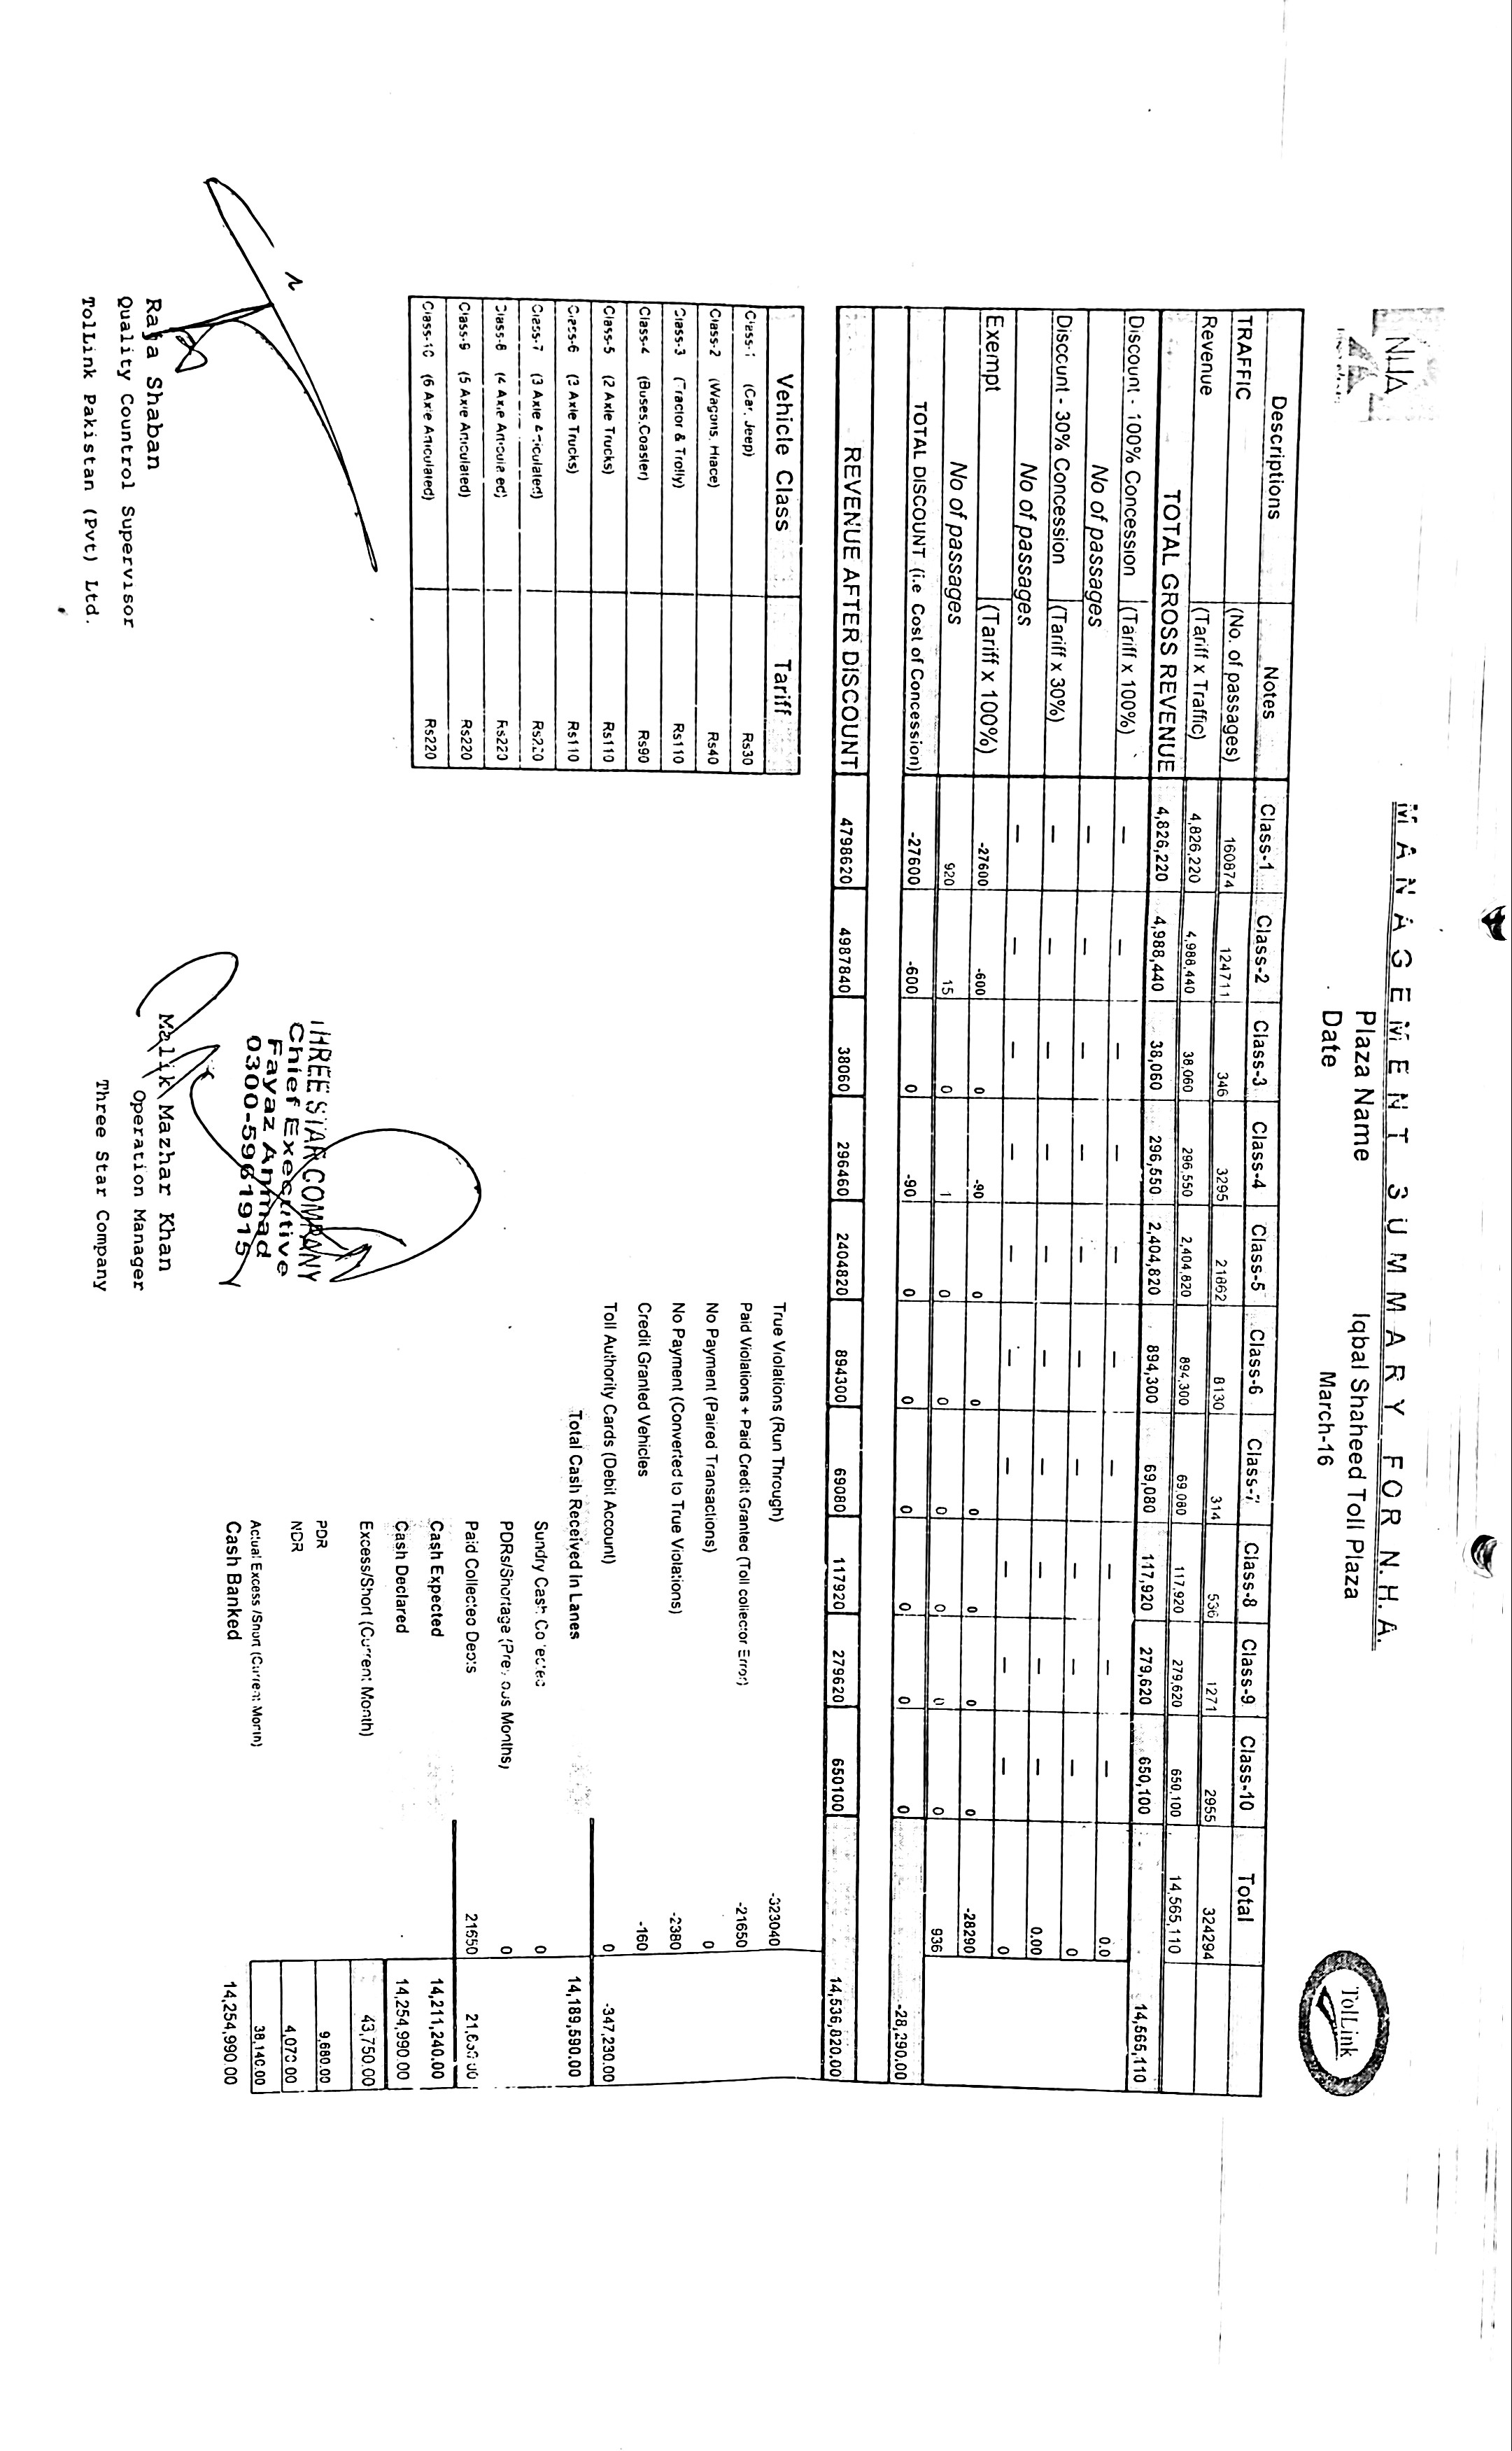 NHA
MANAGEMENT SUMMARY FOR N.H.A.
Plaza Name Iqbal Shaheed Toll Plaza
Date March-16
TolLink
Descriptions Notes Class-1 Class-2 Class-3 Class-4 Class-5 Class-6 Class-7 Class-8 Class-9 Class-10 Total
TRAFFIC (No. of passages) 160874 124711 346 3295 21862 8130 314 536 1271 2955 324294
Revenue (Tariff x Traffic) 4,826,220 4,988,440 38,060 296,550 2,404,820 894,300 69,080 117,920 279,620 650,100 14,565,110
TOTAL GROSS REVENUE 4,826,220 4,988,440 38,060 296,550 2,404,820 894,300 69,080 117,920 279,620 650,100 14,565,110
Discount - 100% Concession (Tariff x 100%) – – – – – – – – – – 0.0
No of passages – – – – – – – – – – 0
Discount - 30% Concession (Tariff x 30%) – – – – – – – – – – 0.00
No of passages – – – – – – – – – – 0
Exempt (Tariff x 100%) -27600 -600 0 -90 0 0 0 0 0 0 -28290
No of passages 920 15 0 1 0 0 0 0 0 0 936
TOTAL DISCOUNT (i.e Cost of Concession) -27600 -600 0 -90 0 0 0 0 0 0 -28,290.00
REVENUE AFTER DISCOUNT 4798620 4987840 38060 296460 2404820 894300 69080 117920 279620 650100 14,536,820.00
Vehicle Class Tariff
Class-1 (Car, Jeep) Rs30
Class-2 (Wagons, Hiace) Rs40
Class-3 (Tractor & Trolly) Rs110
Class-4 (Buses,Coaster) Rs90
Class-5 (2 Axle Trucks) Rs110
Class-6 (3 Axle Trucks) Rs110
Class-7 (3 Axle Articulated) Rs220
Class-8 (4 Axle Articulated) Rs220
Class-9 (5 Axle Articulated) Rs220
Class-10 (6 Axle Articulated) Rs220
True Violations (Run Through) -323040
Paid Violations + Paid Credit Granted (Toll collector Error) -21650
No Payment (Paired Transactions) 0
No Payment (Converted to True Violations) -2380
Credit Granted Vehicles -160
Toll Authority Cards (Debit Account) 0 -347,230.00
Total Cash Received in Lanes 14,189,590.00
Sundry Cash Collected 0
PDRs/Shortage (Previous Months) 0
Paid Collected Debts 21650 21,650.00
Cash Expected 14,211,240.00
Cash Declared 14,254,990.00
Excess/Short (Current Month) 43,750.00
PDR 9,680.00
NDR 4,070.00
Actual Excess /Short (Current Month) 38,140.00
Cash Banked 14,254,990.00
THREE STAR COMPANY
Chief Executive
Fayaz Ahmad
0300-5961915
Raja Shaban
Quality Countrol Supervisor
TolLink Pakistan (Pvt) Ltd.
Malik Mazhar Khan
Operation Manager
Three Star Company